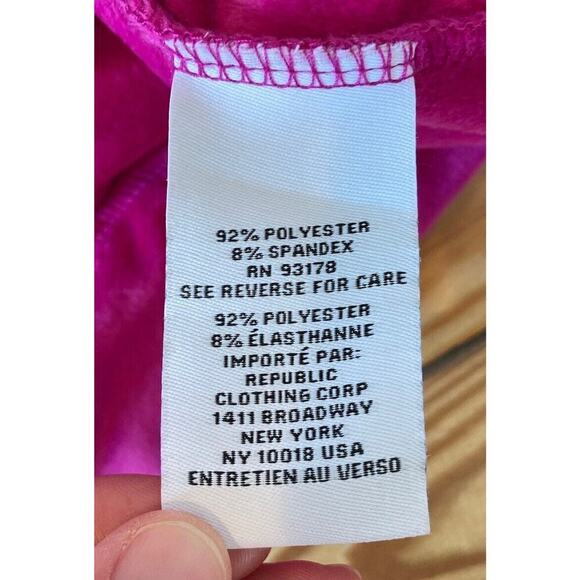 92% POLYESTER
8% SPANDEX
RN 93178
SEE REVERSE FOR CARE
92% POLYESTER
8% ÉLASTHANNE
IMPORTÉ PAR:
REPUBLIC
CLOTHING CORP
1411 BROADWAY
NEW YORK
NY 10018 USA
ENTRETIEN AU VERSO